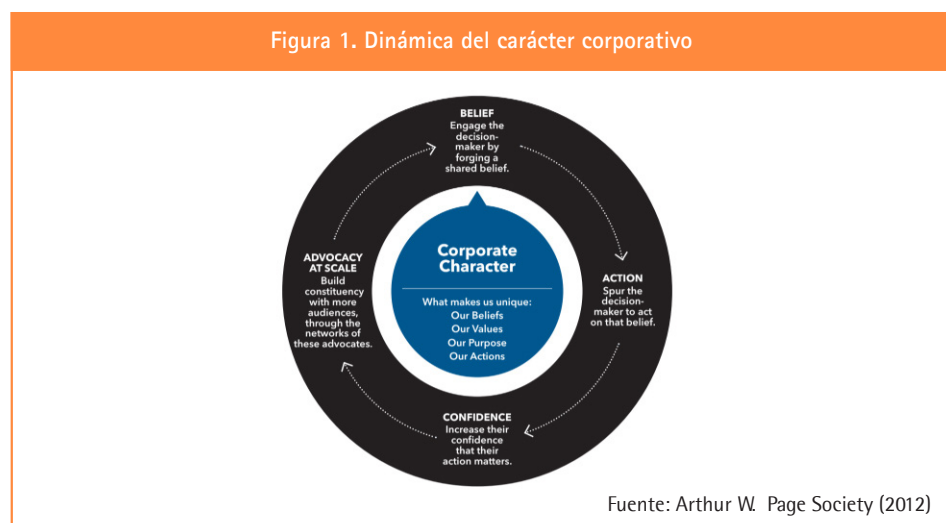 Figura 1. Dinámica del carácter corporativo
BELIEF
Engage the
decision-
maker by
forging a
shared belief.
ADVOCACY
AT SCALE
Build
constituency
with more
audiences,
through the
networks of
these advocates.
Corporate
Character
What makes us unique:
Our Beliefs
Our Values
Our Purpose
Our Actions
ACTION
Spur the
decision-
maker to act
on that belief.
CONFIDENCE
Increase their
confidence
that their
action matters.
Fuente: Arthur W. Page Society (2012)